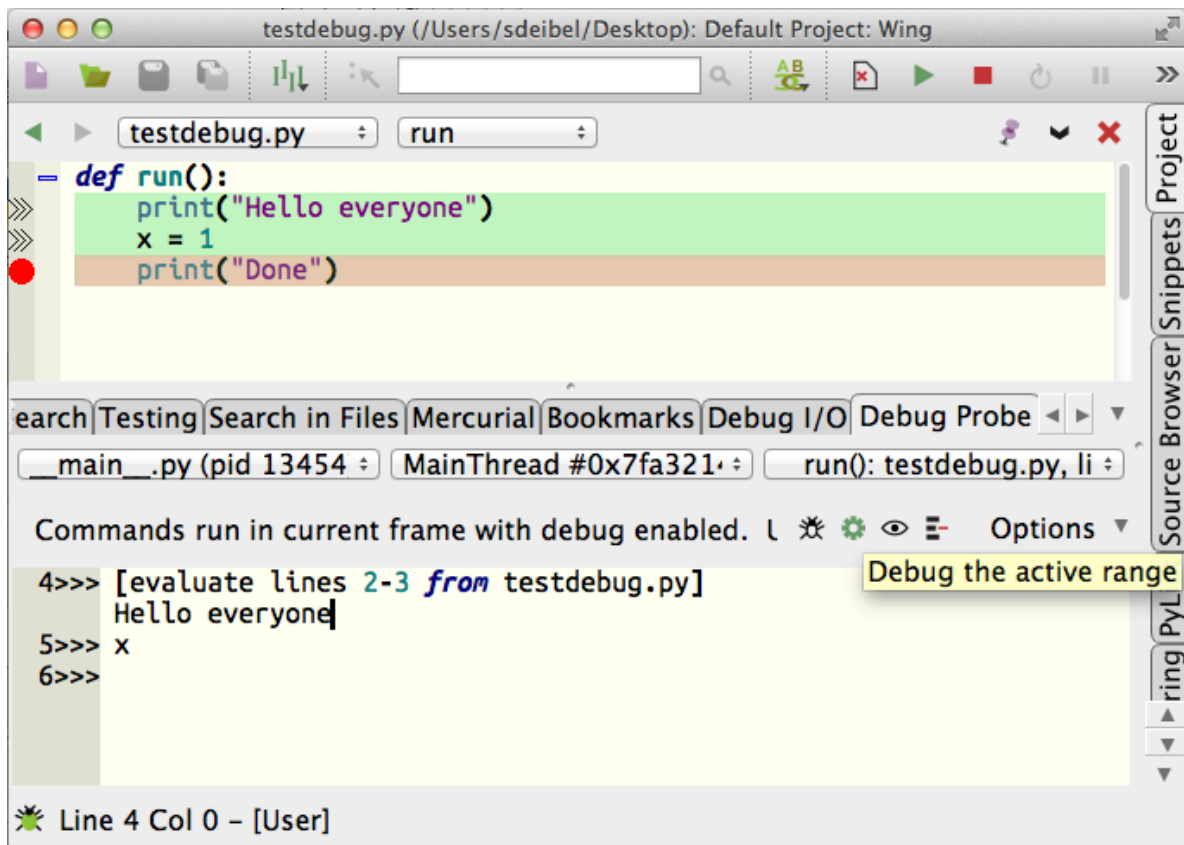 testdebug.py (/Users/sdeibel/Desktop): Default Project: Wing
AB
testdebug.py run
def run():
print("Hello everyone")
x = 1
print("Done")
Project
Snippets
Source Browser
PyLi
ring
earch Testing Search in Files Mercurial Bookmarks Debug I/O Debug Probe
__main__.py (pid 13454 MainThread #0x7fa321 run(): testdebug.py, li
Commands run in current frame with debug enabled. Options
Debug the active range
4>>> [evaluate lines 2-3 from testdebug.py]
Hello everyone
5>>> x
6>>>
Line 4 Col 0 – [User]